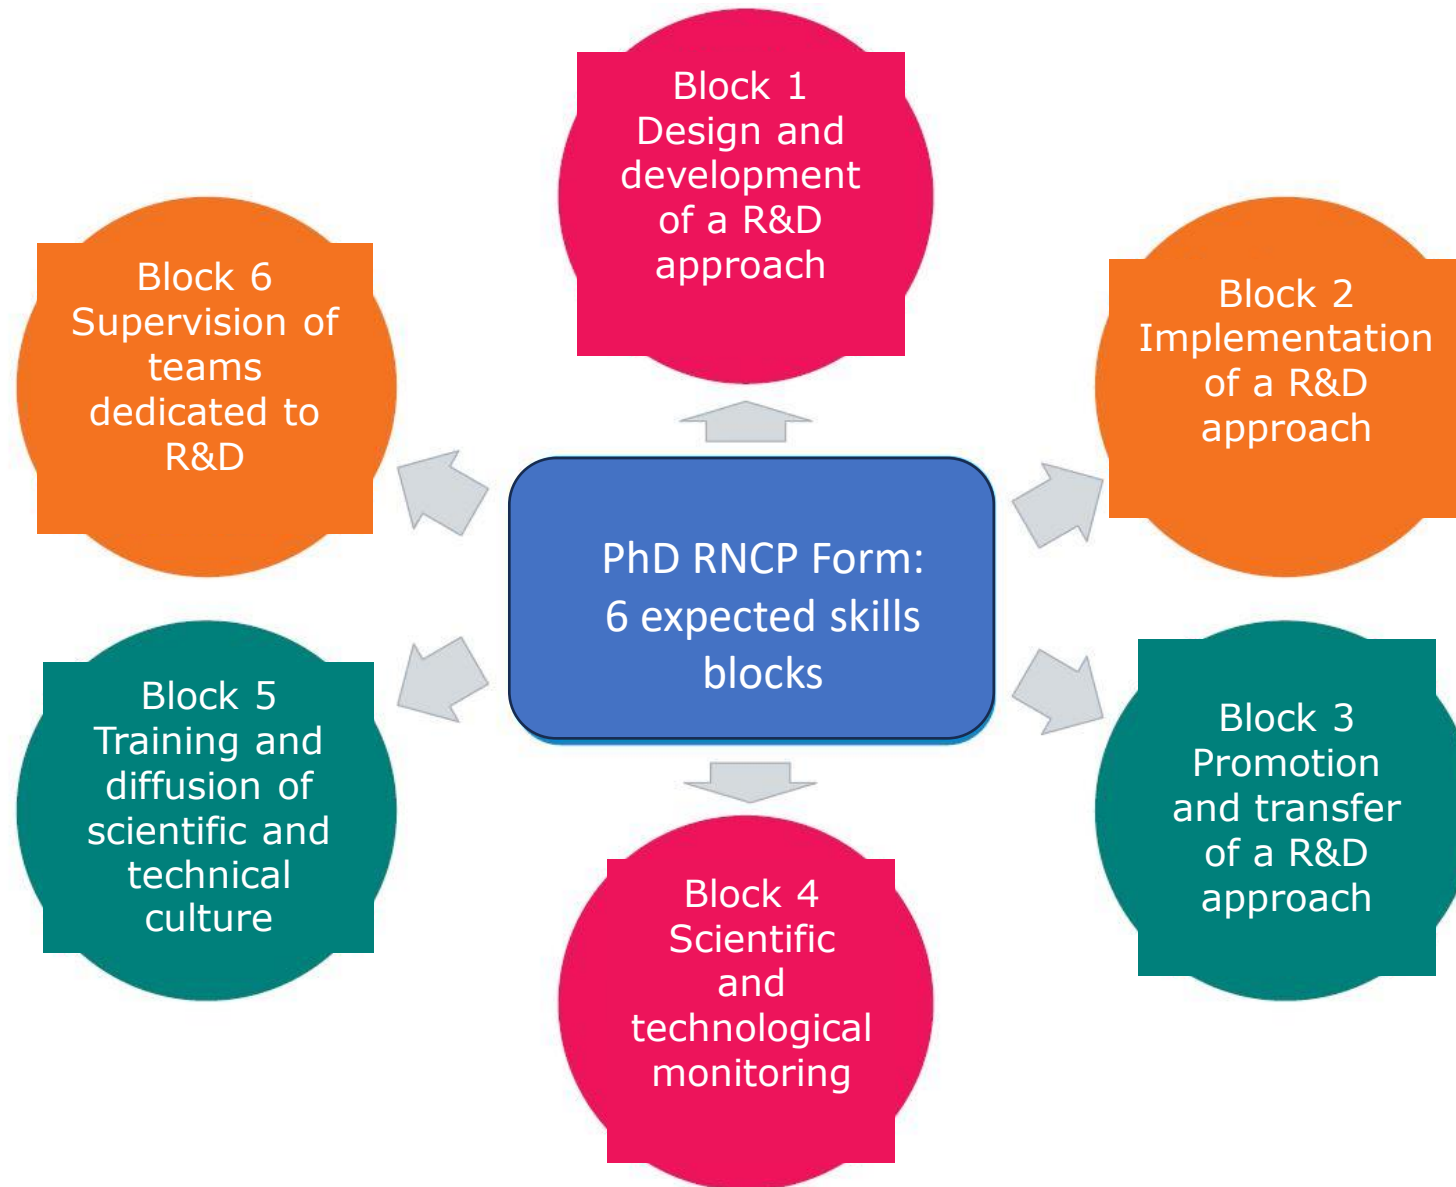 Block 1
Design and
development
of a R&D
approach
Block 6
Supervision of
teams
dedicated to
R&D
Block 2
Implementation
of a R&D
approach
PhD RNCP Form:
6 expected skills
blocks
Block 5
Training and
diffusion of
scientific and
technical
culture
Block 3
Promotion
and transfer
of a R&D
approach
Block 4
Scientific
and
technological
monitoring